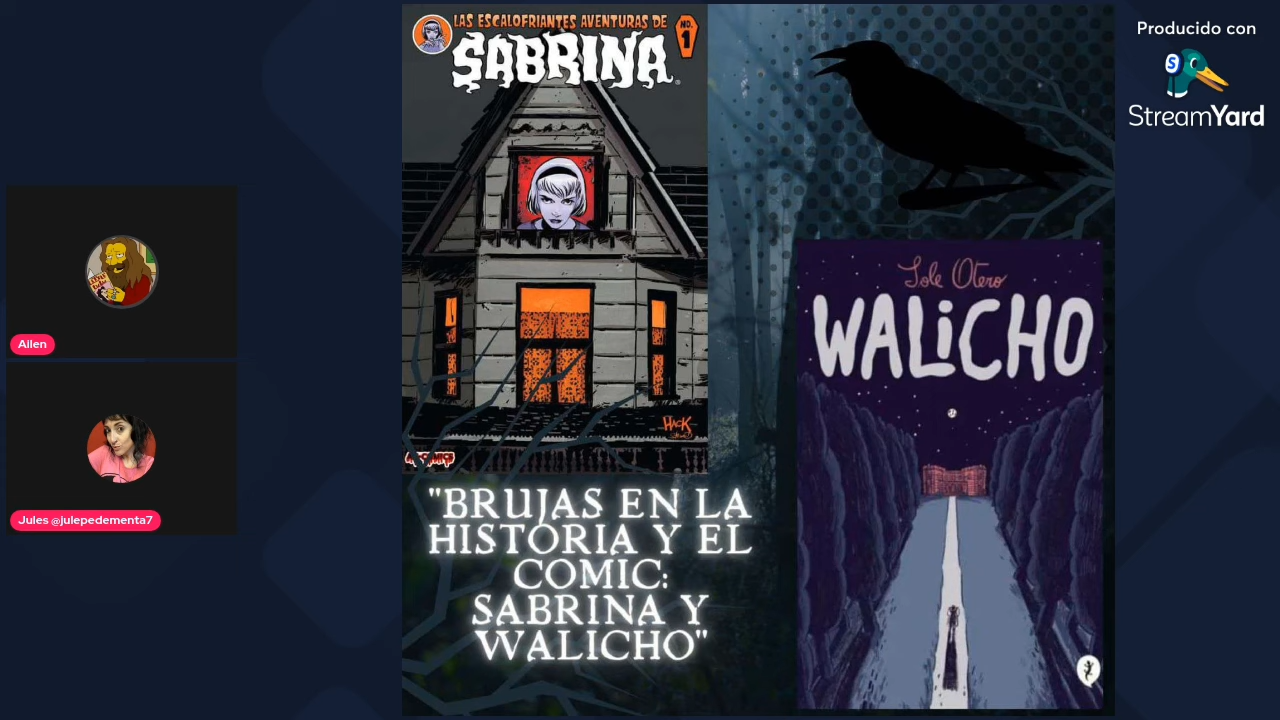 LAS ESCALOFRIANTES AVENTURAS DE
SABRINA
NO.
1
HACK
Sole Otero
WALiCHO
"BRUJAS EN LA
HISTORIA Y EL
COMIC:
SABRINA Y
WALICHO"
Producido con
S
StreamYard
Allen
Jules @julepedementa7